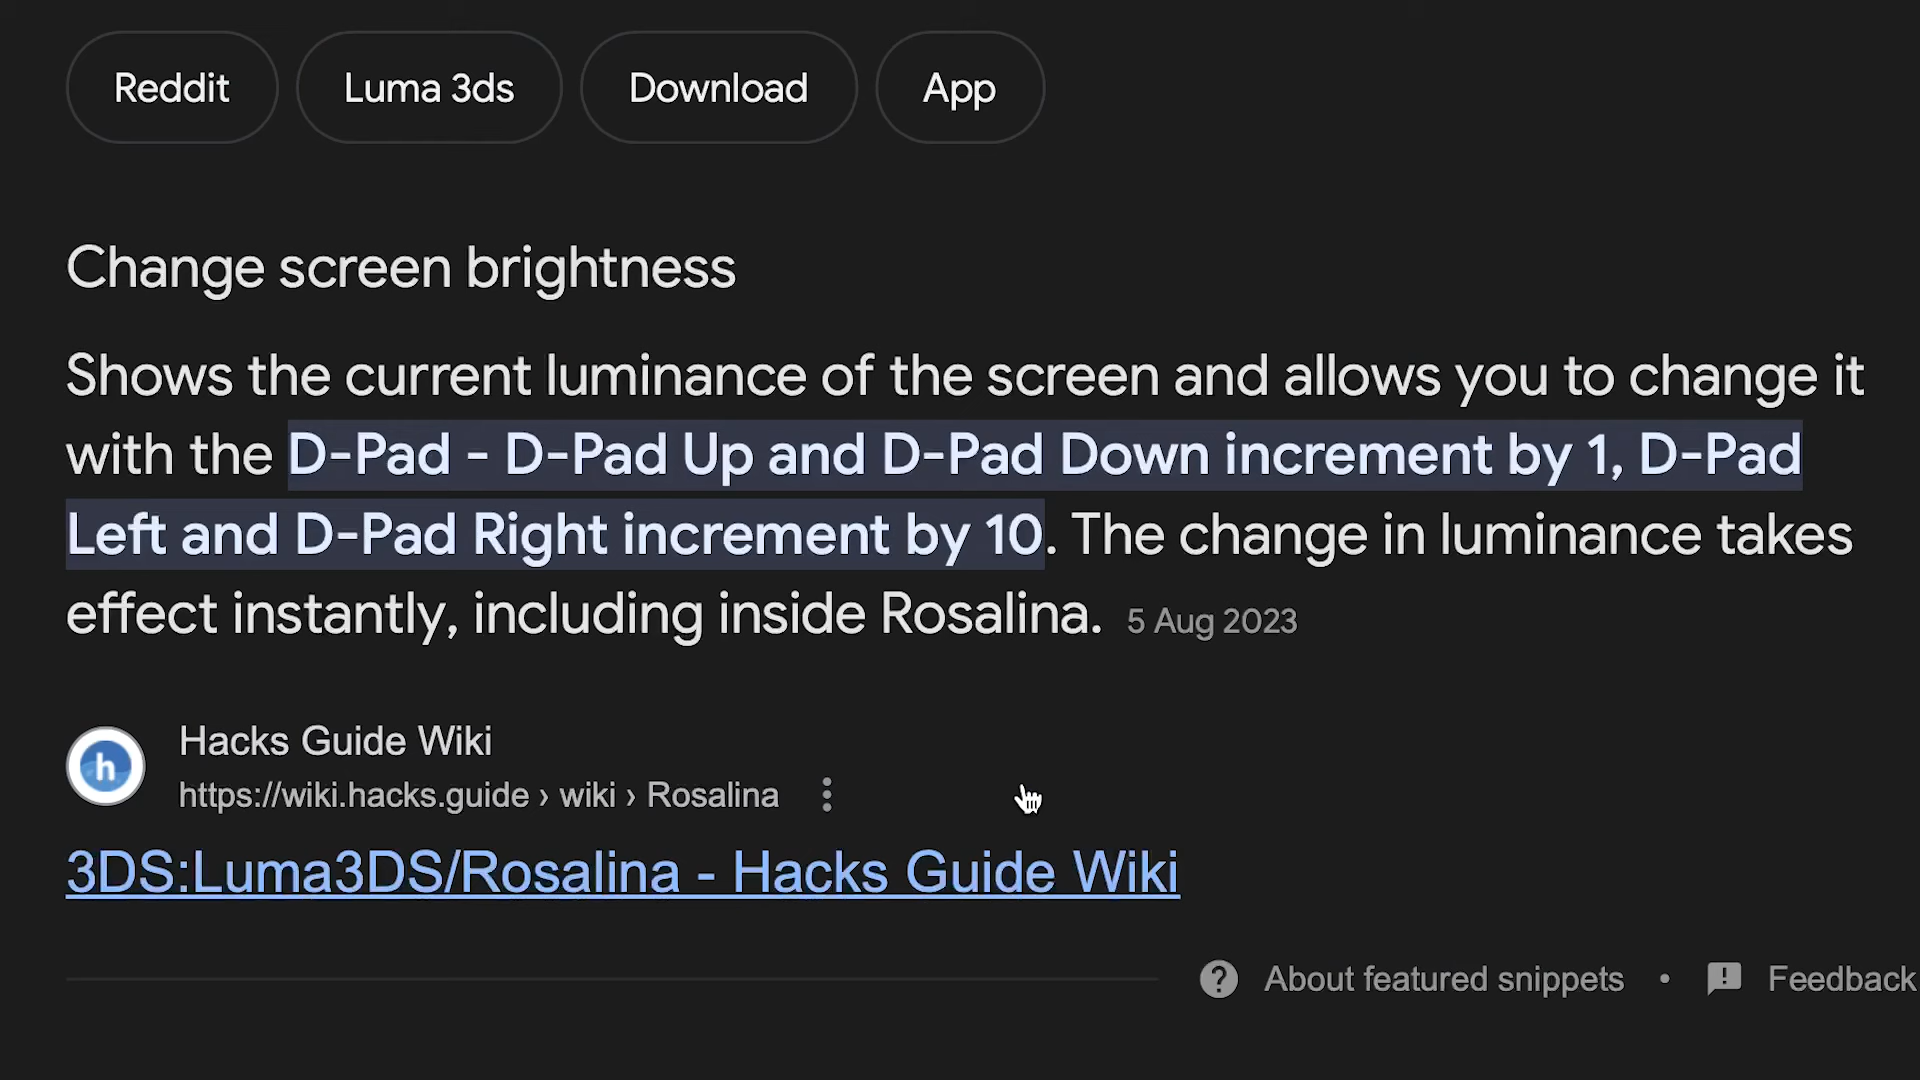 Reddit Luma 3ds Download App
Change screen brightness
Shows the current luminance of the screen and allows you to change it
with the D-Pad - D-Pad Up and D-Pad Down increment by 1, D-Pad
Left and D-Pad Right increment by 10. The change in luminance takes
effect instantly, including inside Rosalina. 5 Aug 2023
h
Hacks Guide Wiki
https://wiki.hacks.guide › wiki › Rosalina
3DS:Luma3DS/Rosalina - Hacks Guide Wiki
About featured snippets • Feedback